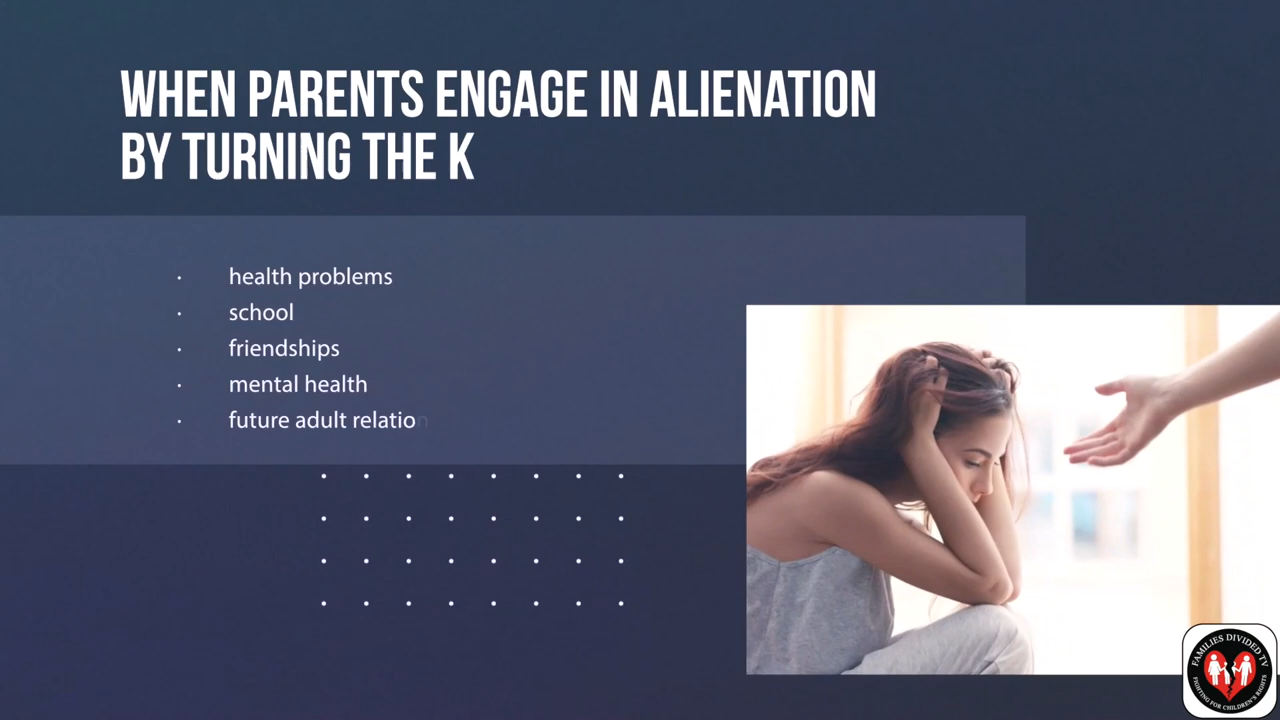 WHEN PARENTS ENGAGE IN ALIENATION
BY TURNING THE K
· health problems
· school
· friendships
· mental health
· future adult relation
FAMILIES DIVIDED TV
FIGHTING FOR CHILDREN'S RIGHTS